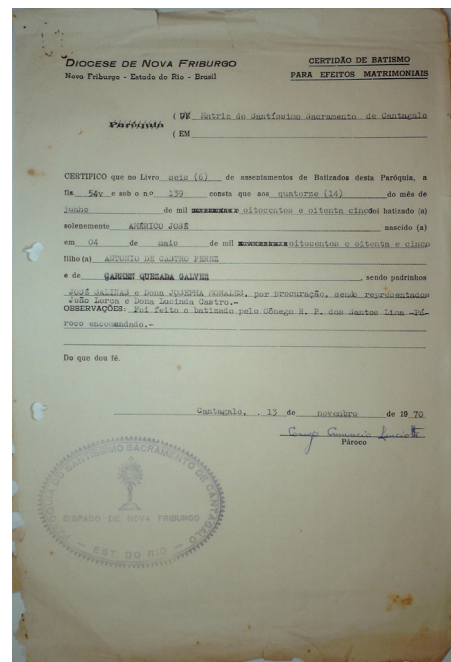 DIOCESE DE NOVA FRIBURGO
Nova Friburgo - Estado do Rio - Brasil
CERTIDÃO DE BATISMO
PARA EFEITOS MATRIMONIAIS
Paróquia
( DE Matriz do Santíssimo Sacramento de Cantagalo
( EM
CERTIFICO que no Livro seis (6) de assentamentos de Batizados desta Paróquia, a
fls. 54v e sob o n.o 139 consta que aos quatorze (14) do mês de
junho de mil oitocentos e oitenta cinco foi batizado (a)
solenemente AMÉRICO JOSÉ nascido (a)
em 04 de maio de mil oitocentos e oitenta e cinco
filho (a) ANTONIO DE CASTRO PEREZ
e de CARMEN QUESADA GALVES, sendo padrinhos
JOSÉ SALINAS e Dona JOSEPHA MORALES, por procuração, sendo representados
João Lorca e Dona Lucinda Castro.-
OBSERVAÇÕES: Foi feito o batizado pelo Cônego H. P. dos Santos Lima -Pá-
roco encomendado.-
Do que dou fé.
Cantagalo, . 13 de novembro de 1970
Pároco
PARÓQUIA DO SANTÍSSIMO SACRAMENTO DE CANTAGALO
BISPADO DE NOVA FRIBURGO
- EST. DO RIO -